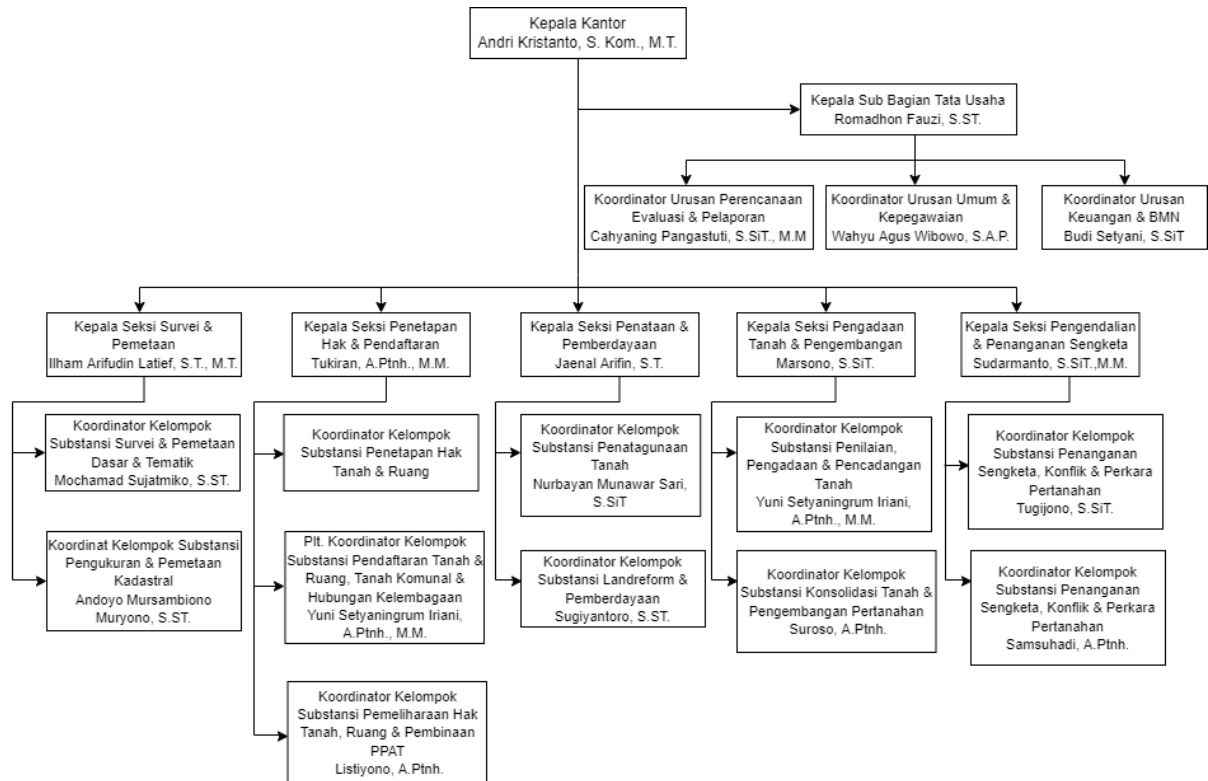 Kepala Kantor
Andri Kristanto, S. Kom., M.T.
Kepala Sub Bagian Tata Usaha
Romadhon Fauzi, S.ST.
Koordinator Urusan Perencanaan
Evaluasi & Pelaporan
Cahyaning Pangastuti, S.SiT., M.M
Koordinator Urusan Umum &
Kepegawaian
Wahyu Agus Wibowo, S.A.P.
Koordinator Urusan
Keuangan & BMN
Budi Setyani, S.SiT
Kepala Seksi Survei &
Pemetaan
Ilham Arifudin Latief, S.T., M.T.
Kepala Seksi Penetapan
Hak & Pendaftaran
Tukiran, A.Ptnh., M.M.
Kepala Seksi Penataan &
Pemberdayaan
Jaenal Arifin, S.T.
Kepala Seksi Pengadaan
Tanah & Pengembangan
Marsono, S.SiT.
Kepala Seksi Pengendalian
& Penanganan Sengketa
Sudarmanto, S.SiT.,M.M.
Koordinator Kelompok
Substansi Survei & Pemetaan
Dasar & Tematik
Mochamad Sujatmiko, S.ST.
Koordinat Kelompok Substansi
Pengukuran & Pemetaan
Kadastral
Andoyo Mursambiono
Muryono, S.ST.
Koordinator Kelompok
Substansi Penetapan Hak
Tanah & Ruang
Plt. Koordinator Kelompok
Substansi Pendaftaran Tanah &
Ruang, Tanah Komunal &
Hubungan Kelembagaan
Yuni Setyaningrum Iriani,
A.Ptnh., M.M.
Koordinator Kelompok
Substansi Pemeliharaan Hak
Tanah, Ruang & Pembinaan
PPAT
Listiyono, A.Ptnh.
Koordinator Kelompok
Substansi Penatagunaan
Tanah
Nurbayan Munawar Sari,
S.SiT
Koordinator Kelompok
Substansi Landreform &
Pemberdayaan
Sugiyantoro, S.ST.
Koordinator Kelompok
Substansi Penilaian,
Pengadaan & Pencadangan
Tanah
Yuni Setyaningrum Iriani,
A.Ptnh., M.M.
Koordinator Kelompok
Substansi Konsolidasi Tanah &
Pengembangan Pertanahan
Suroso, A.Ptnh.
Koordinator Kelompok
Substansi Penanganan
Sengketa, Konflik & Perkara
Pertanahan
Tugijono, S.SiT.
Koordinator Kelompok
Substansi Penanganan
Sengketa, Konflik & Perkara
Pertanahan
Samsuhadi, A.Ptnh.